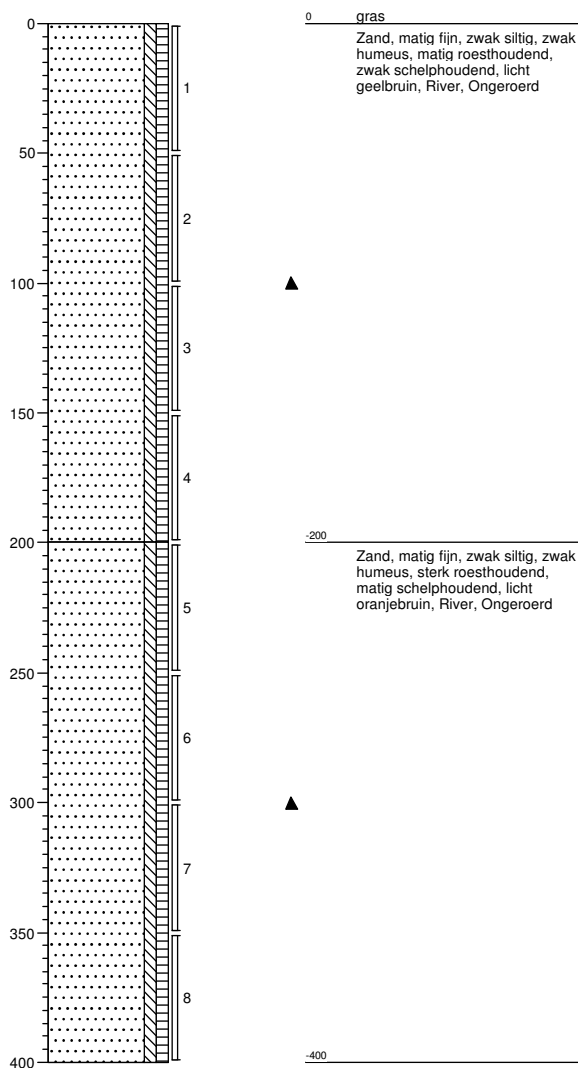 0
0 gras
Zand, matig fijn, zwak siltig, zwak
humeus, matig roesthoudend,
zwak schelphoudend, licht
geelbruin, River, Ongeroerd
1
50
2
100
3
150
4
200
-200
Zand, matig fijn, zwak siltig, zwak
humeus, sterk roesthoudend,
matig schelphoudend, licht
oranjebruin, River, Ongeroerd
5
250
6
300
7
350
8
400
-400